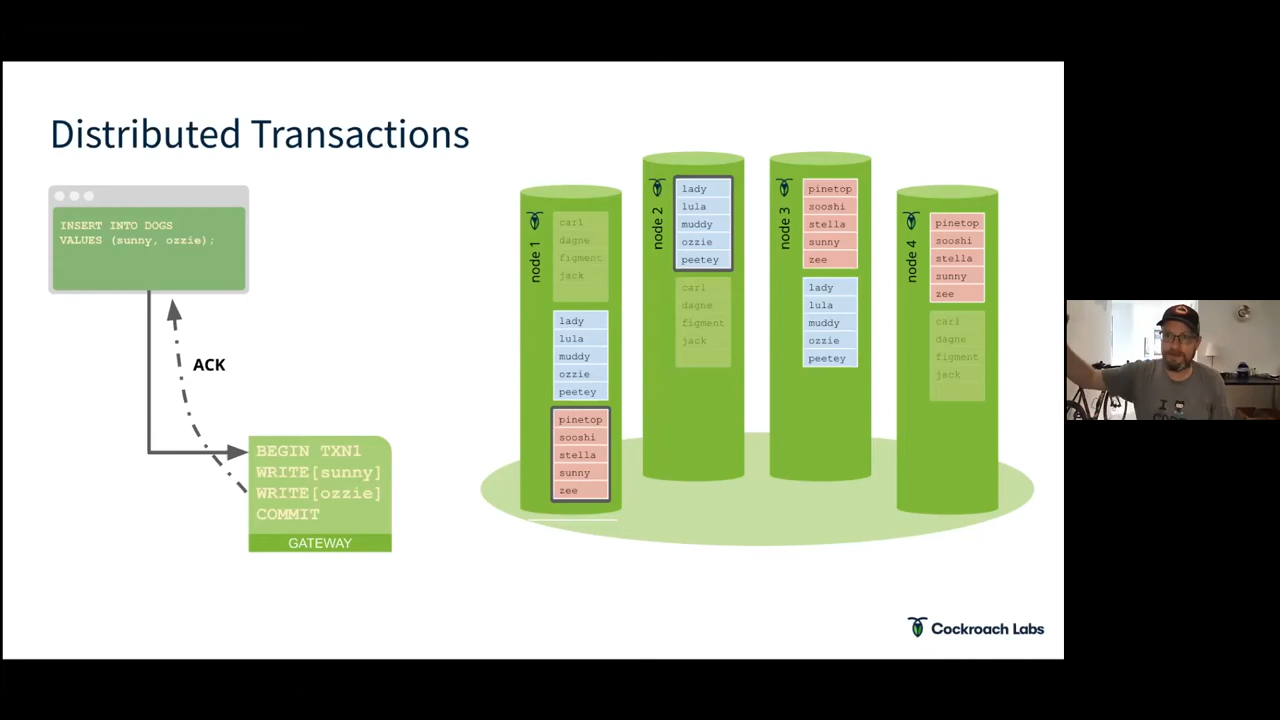 Distributed Transactions
INSERT INTO DOGS
VALUES (sunny, ozzie);
ACK
BEGIN TXN1
WRITE[sunny]
WRITE[ozzie]
COMMIT
GATEWAY
node 1
carl
dagne
figment
jack
lady
lula
muddy
ozzie
peetey
pinetop
sooshi
stella
sunny
zee
node 2
lady
lula
muddy
ozzie
peetey
carl
dagne
figment
jack
node 3
pinetop
sooshi
stella
sunny
zee
lady
lula
muddy
ozzie
peetey
node 4
pinetop
sooshi
stella
sunny
zee
carl
dagne
figment
jack
Cockroach Labs
I